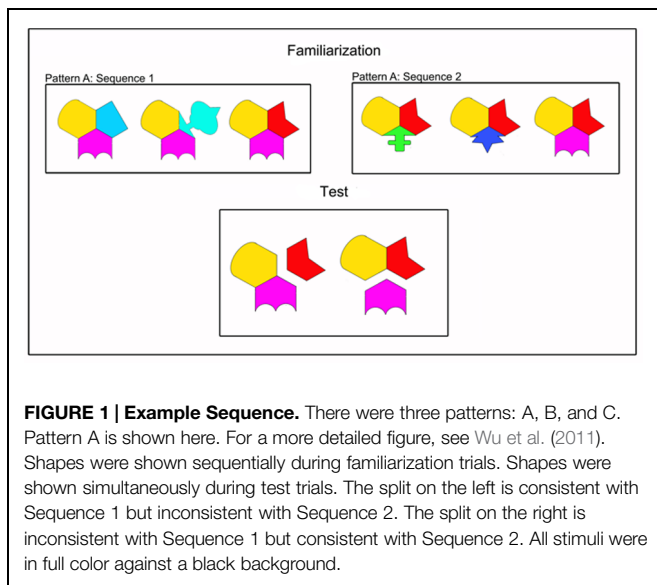 Familiarization
Pattern A: Sequence 1
Pattern A: Sequence 2
Test
FIGURE 1 | Example Sequence. There were three patterns: A, B, and C.
Pattern A is shown here. For a more detailed figure, see Wu et al. (2011).
Shapes were shown sequentially during familiarization trials. Shapes were
shown simultaneously during test trials. The split on the left is consistent with
Sequence 1 but inconsistent with Sequence 2. The split on the right is
inconsistent with Sequence 1 but consistent with Sequence 2. All stimuli were
in full color against a black background.